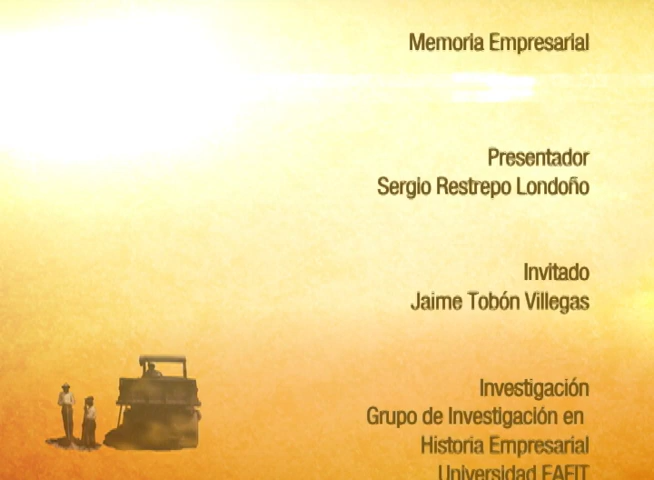 Memoria Empresarial
Presentador
Sergio Restrepo Londoño
Invitado
Jaime Tobón Villegas
Investigación
Grupo de Investigación en
Historia Empresarial
Universidad EAFIT